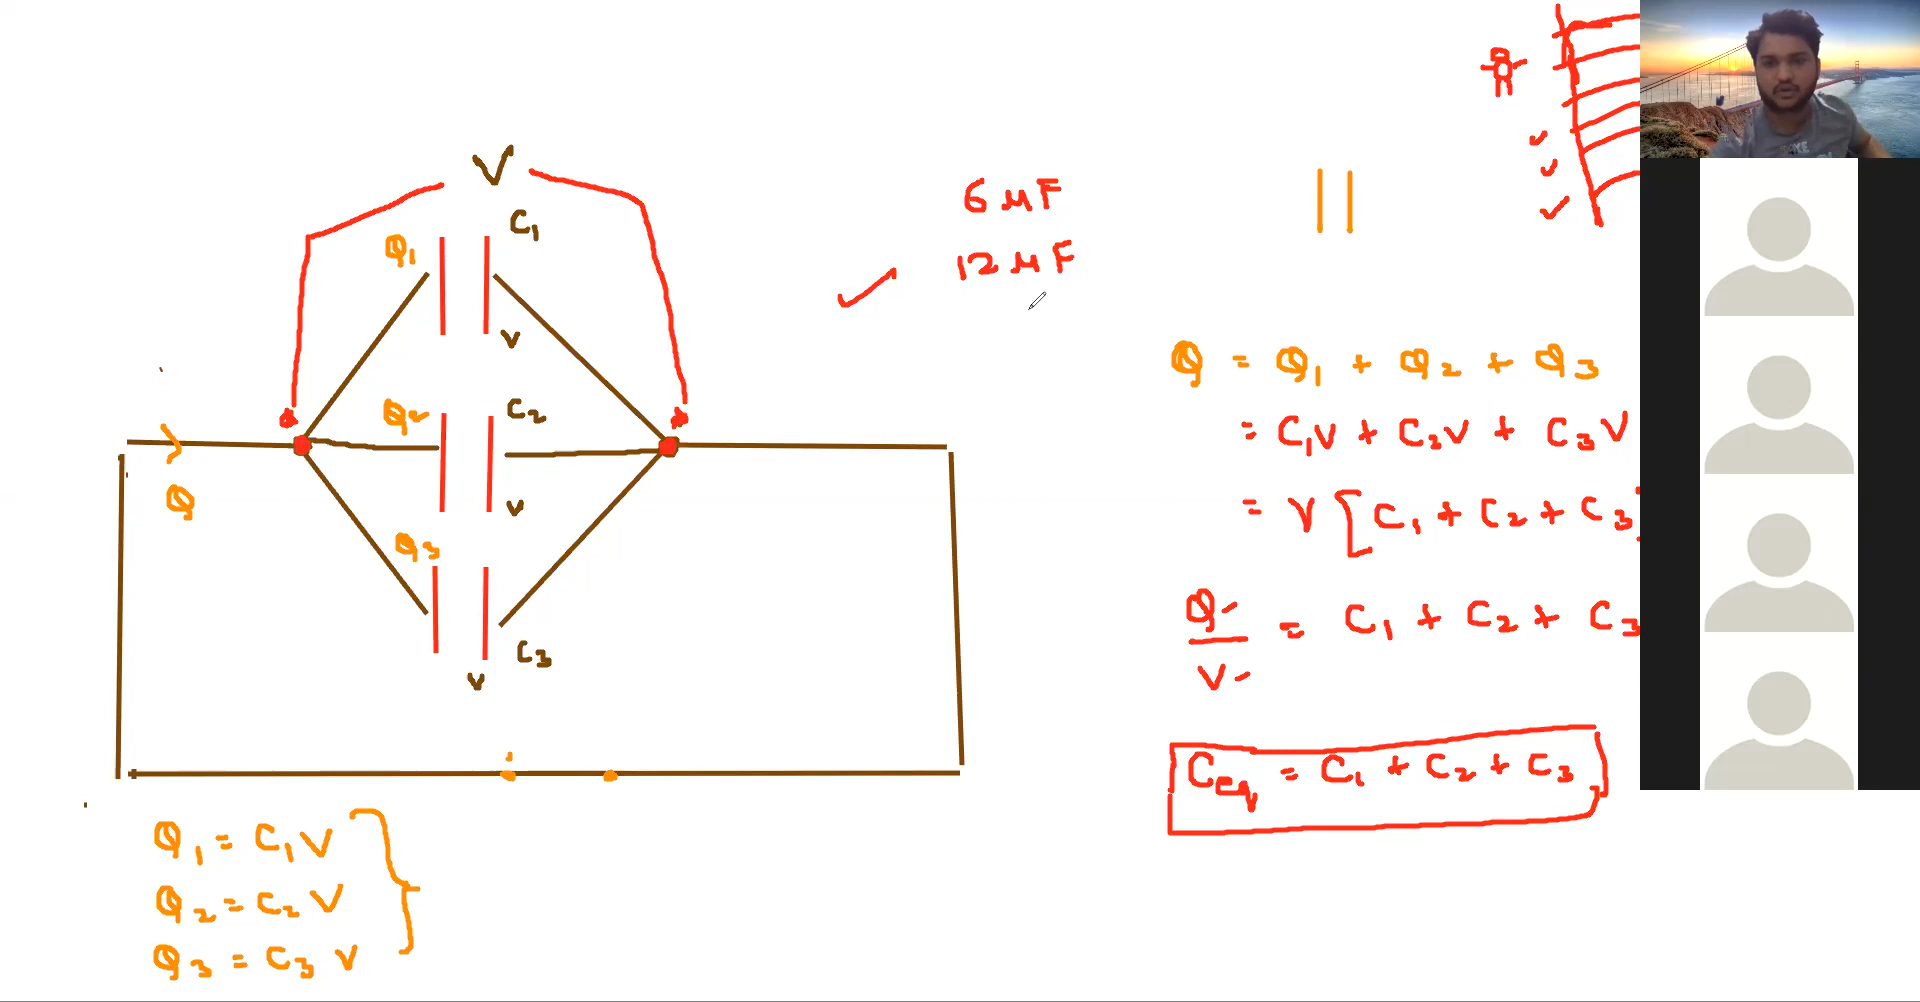 V
C1
Q1
V
C2
Q2
V
Q
Q3
C3
V
6 μF
12 μF
||
Q = Q1 + Q2 + Q3
= C1V + C2V + C3V
= V [C1 + C2 + C3]
Q/V = C1 + C2 + C3
Ceq = C1 + C2 + C3
Q1 = C1V
Q2 = C2V
Q3 = C3V